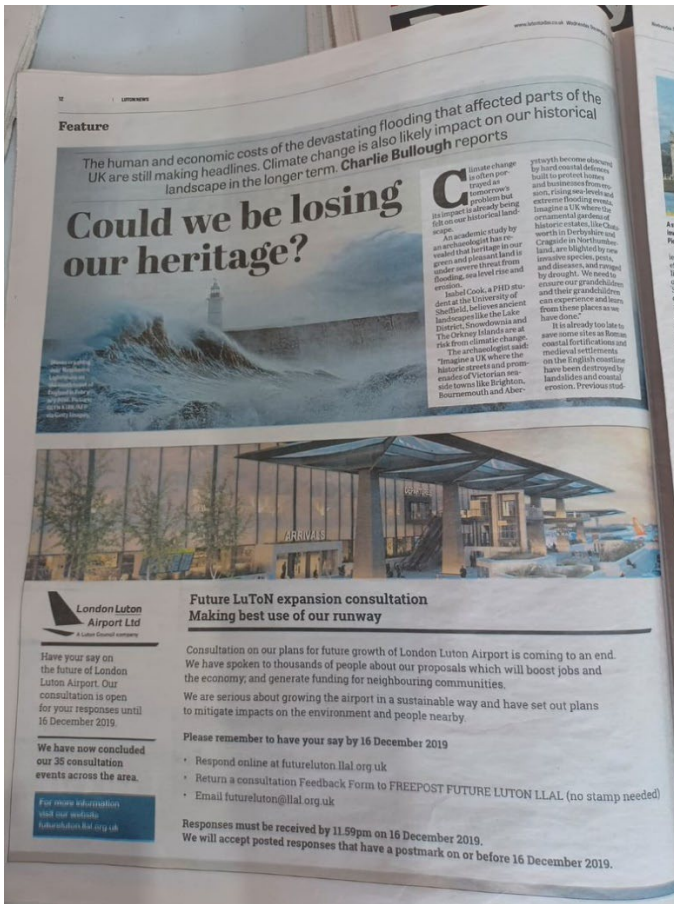 www.lutontoday.co.uk Wednesday
12
LUTON NEWS
Feature
The human and economic costs of the devastating flooding that affected parts of the
UK are still making headlines. Climate change is also likely impact on our historical
landscape in the longer term. Charlie Bullough reports
Could we be losing
our heritage?
Climate change
is often por-
trayed as
tomorrow's
problem but
its impact is already being
felt on our historical land-
scape.
An academic study by
an archaeologist has re-
vealed that heritage in our
green and pleasant land is
under severe threat from
flooding, sea level rise and
erosion.
Isabel Cook, a PHD stu-
dent at the University of
Sheffield, believes ancient
landscapes like the Lake
District, Snowdownia and
The Orkney Islands are at
risk from climate change.
The archaeologist said:
"Imagine a UK where the
historic streets and prom-
enades of Victorian sea-
side towns like Brighton,
Bournemouth and Aber-
ystwyth become obscured
by hard coastal defences
built to protect homes
and businesses from ero-
sion, rising sea-levels and
extreme flooding events.
Imagine a UK where the
ornamental gardens of
historic estates, like Chats-
worth in Derbyshire and
Cragside in Northumber-
land, are blighted by new
invasive species, pests,
and diseases, and ravaged
by drought. We need to
ensure our grandchildren
and their grandchildren
can experience and learn
from these places as we
have done."
It is already too late to
save some sites as Roman
coastal fortifications and
medieval settlements
on the English coastline
have been destroyed by
landslides and coastal
erosion. Previous stud-
ARRIVALS
London Luton
Airport Ltd
A Luton Council company
Have your say on
the future of London
Luton Airport. Our
consultation is open
for your responses until
16 December 2019.
We have now concluded
our 35 consultation
events across the area.
For more information
visit our website
futureluton.llal.org.uk
Future LuToN expansion consultation
Making best use of our runway
Consultation on our plans for future growth of London Luton Airport is coming to an end.
We have spoken to thousands of people about our proposals which will boost jobs and
the economy; and generate funding for neighbouring communities.
We are serious about growing the airport in a sustainable way and have set out plans
to mitigate impacts on the environment and people nearby.
Please remember to have your say by 16 December 2019
• Respond online at futureluton.llal.org.uk
• Return a consultation Feedback Form to FREEPOST FUTURE LUTON LLAL (no stamp needed)
• Email futureluton@llal.org.uk
Responses must be received by 11.59pm on 16 December 2019.
We will accept posted responses that have a postmark on or before 16 December 2019.